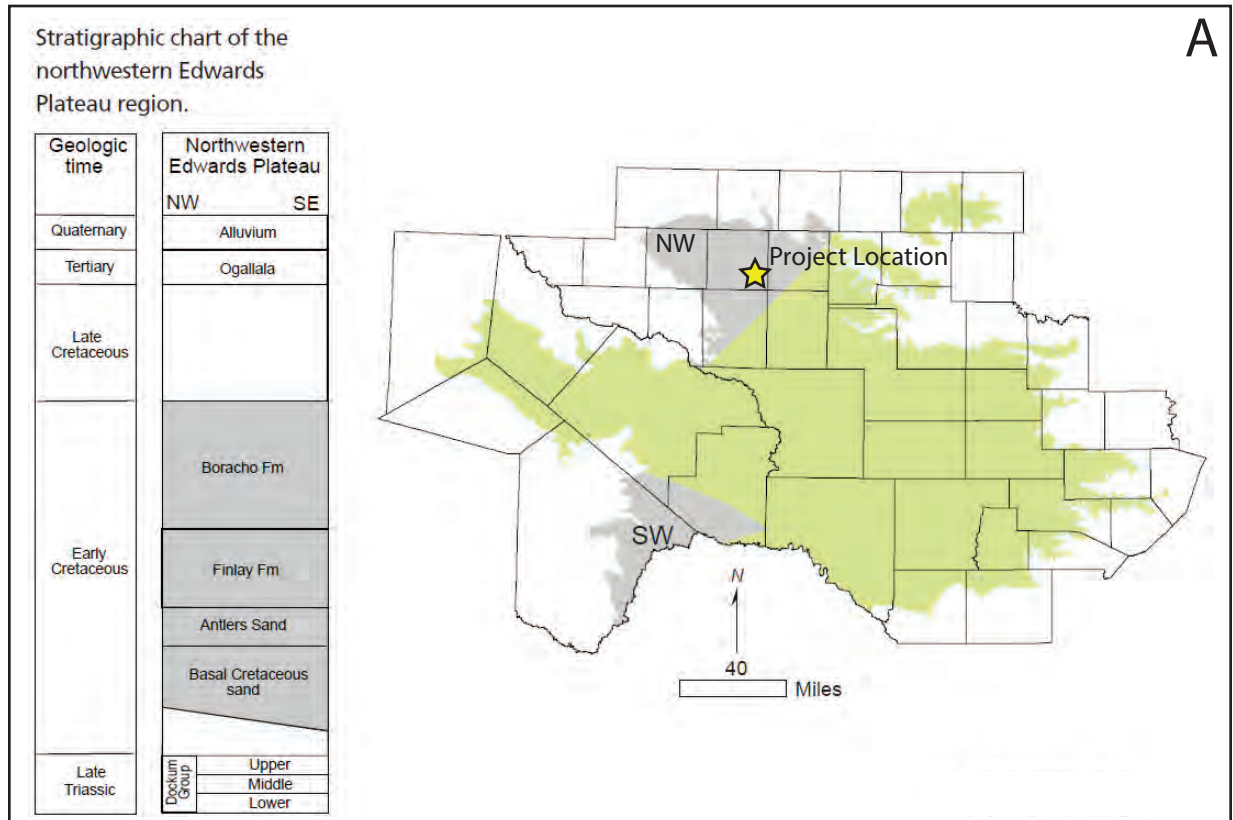 A
Stratigraphic chart of the
northwestern Edwards
Plateau region.
Geologic
time
Northwestern
Edwards Plateau
NW SE
Quaternary
Alluvium
Tertiary
Ogallala
Late
Cretaceous
Early
Cretaceous
Boracho Fm
Finlay Fm
Antlers Sand
Basal Cretaceous
sand
Late
Triassic
Dockum
Group
Upper
Middle
Lower
NW
Project Location
SW
N
40
Miles